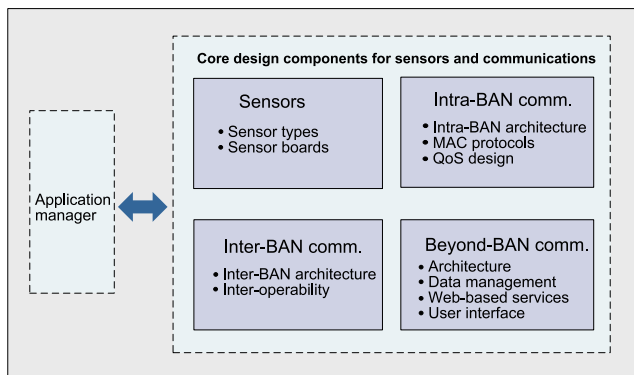 Core design components for sensors and communications
Sensors
• Sensor types
• Sensor boards
Intra-BAN comm.
• Intra-BAN architecture
• MAC protocols
• QoS design
Application
manager
Inter-BAN comm.
• Inter-BAN architecture
• Inter-operability
Beyond-BAN comm.
• Architecture
• Data management
• Web-based services
• User interface